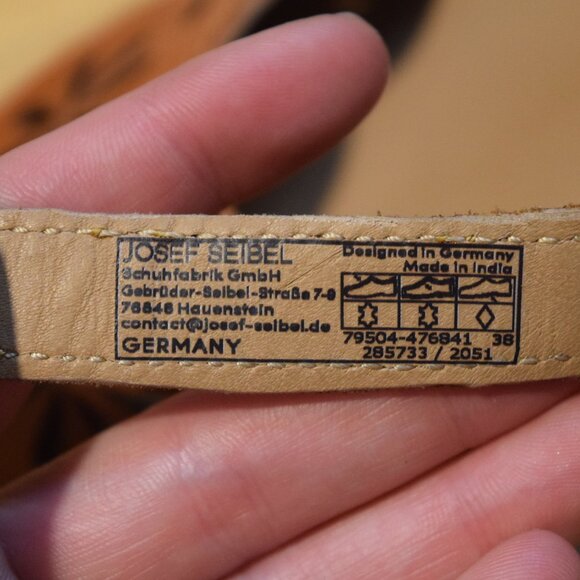 JOSEF SEIBEL
Schuhfabrik GmbH
Gebrüder-Seibel-Straße 7-9
76846 Hauenstein
contact@josef-seibel.de
GERMANY
Designed in Germany
Made in India
79504-476841 38
285733 / 2051